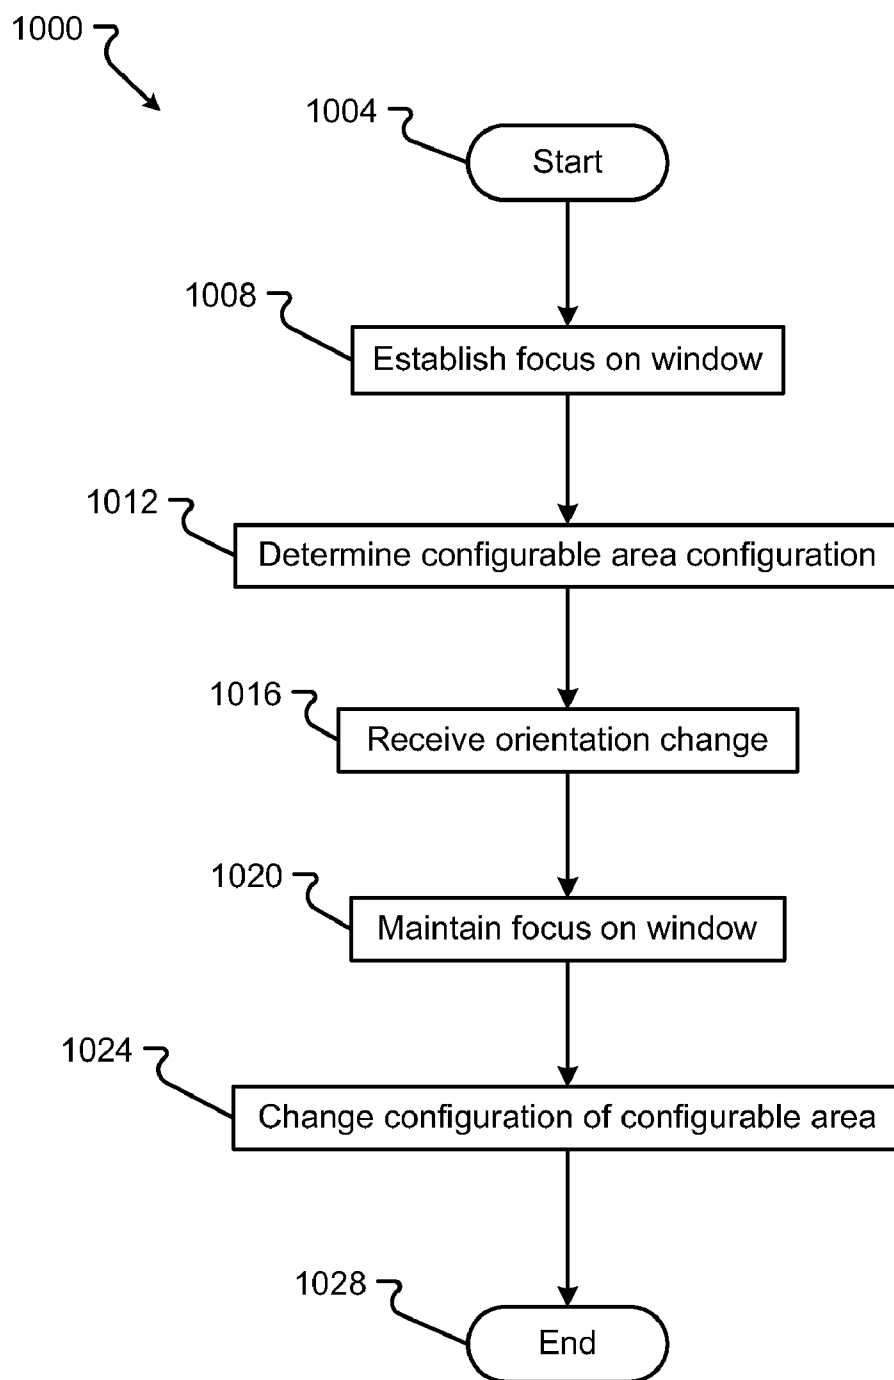 1000
1004
Start
1008
Establish focus on window
1012
Determine configurable area configuration
1016
Receive orientation change
1020
Maintain focus on window
1024
Change configuration of configurable area
1028
End